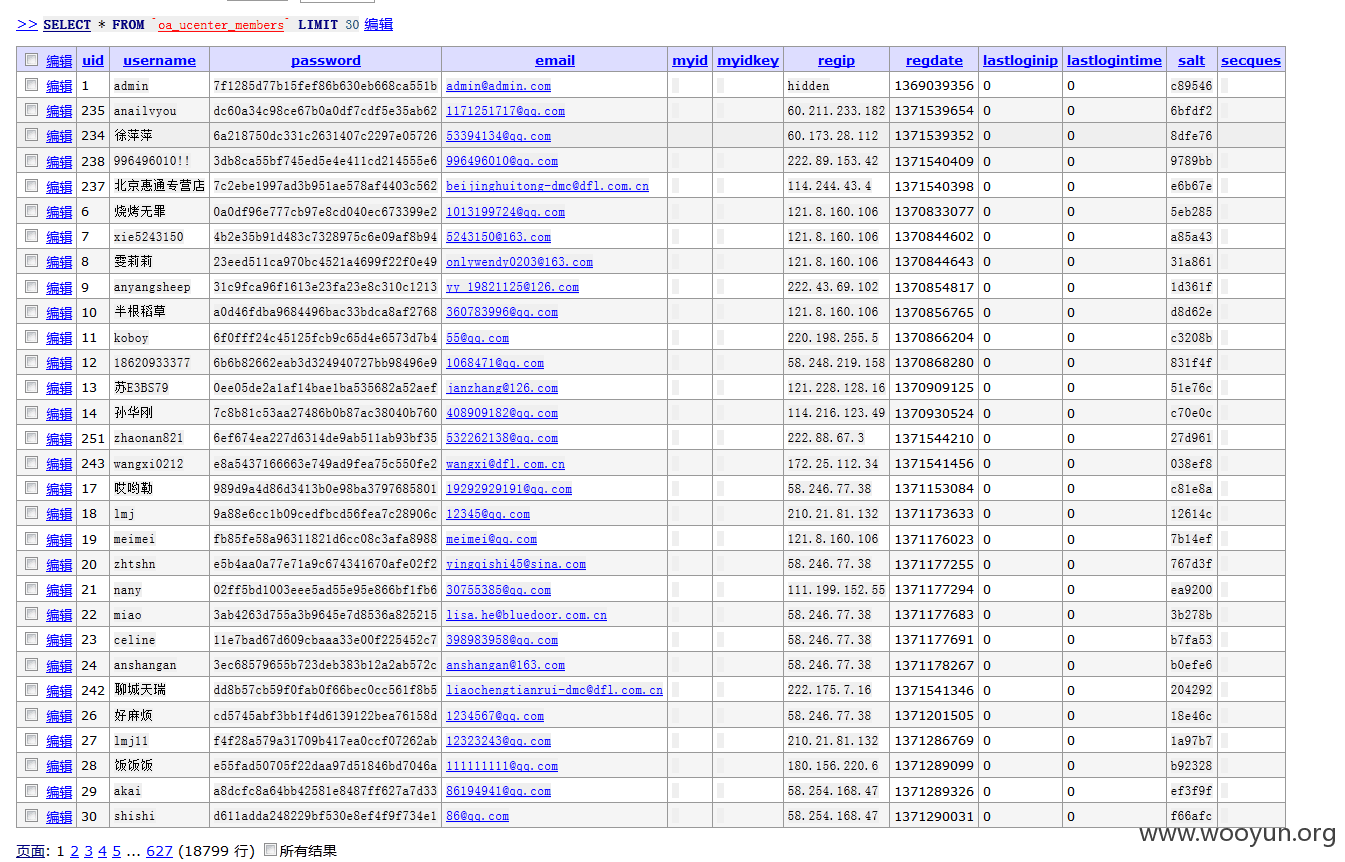 >> SELECT * FROM `oa_ucenter_members` LIMIT 30 编辑
编辑 uid username password email myid myidkey regip regdate lastloginip lastlogintime salt secques
编辑 1 admin 7f1285d77b15fef86b630eb668ca551b admin@admin.com hidden 1369039356 0 0 c89546
编辑 235 anailvyou dc60a34c98ce67b0a0df7cdf5e35ab62 1171251717@qq.com 60.211.233.182 1371539654 0 0 6bfdf2
编辑 234 徐萍萍 6a218750dc331c2631407c2297e05726 53394134@qq.com 60.173.28.112 1371539352 0 0 8dfe76
编辑 238 996496010!! 3db8ca55bf745ed5e4e411cd214555e6 996496010@qq.com 222.89.153.42 1371540409 0 0 9789bb
编辑 237 北京惠通专营店 7c2ebe1997ad3b951ae578af4403c562 beijinghuitong-dmc@dfl.com.cn 114.244.43.4 1371540398 0 0 e6b67e
编辑 6 烧烤无罪 0a0df96e777cb97e8cd040ec673399e2 1013199724@qq.com 121.8.160.106 1370833077 0 0 5eb285
编辑 7 xie5243150 4b2e35b91d483c7328975c6e09af8b94 5243150@163.com 121.8.160.106 1370844602 0 0 a85a43
编辑 8 雯莉莉 23eed511ca970bc4521a4699f22f0e49 onlywendy0203@163.com 121.8.160.106 1370844643 0 0 31a861
编辑 9 anyangsheep 31c9fca96f1613e23fa23e8c310c1213 yy_19821125@126.com 222.43.69.102 1370854817 0 0 1d361f
编辑 10 半根稻草 a0d46fdba9684496bac33bdca8af2768 360783996@qq.com 121.8.160.106 1370856765 0 0 d8d62e
编辑 11 koboy 6f0fff24c45125fcb9c65d4e6573d7b4 55@qq.com 220.198.255.5 1370866204 0 0 c3208b
编辑 12 18620933377 6b6b82662eab3d324940727bb98496e9 1068471@qq.com 58.248.219.158 1370868280 0 0 831f4f
编辑 13 苏E3BS79 0ee05de2a1af14bae1ba535682a52aef janzhang@126.com 121.228.128.16 1370909125 0 0 51e76c
编辑 14 孙华刚 7c8b81c53aa27486b0b87ac38040b760 408909182@qq.com 114.216.123.49 1370930524 0 0 c70e0c
编辑 251 zhaonan821 6ef674ea227d6314de9ab511ab93bf35 532262138@qq.com 222.88.67.3 1371544210 0 0 27d961
编辑 243 wangxi0212 e8a5437166663e749ad9fea75c550fe2 wangxi@dfl.com.cn 172.25.112.34 1371541456 0 0 038ef8
编辑 17 哎哟勒 989d9a4d86d3413b0e98ba3797685801 19292929191@qq.com 58.246.77.38 1371153084 0 0 c81e8a
编辑 18 lmj 9a88e6cc1b09cedfbcd56fea7c28906c 12345@qq.com 210.21.81.132 1371173633 0 0 12614c
编辑 19 meimei fb85fe58a96311821d6cc08c3afa8988 meimei@qq.com 121.8.160.106 1371176023 0 0 7b14ef
编辑 20 zhtshn e5b4aa0a77e71a9c674341670afe02f2 yingqishi45@sina.com 58.246.77.38 1371177255 0 0 767d3f
编辑 21 nany 02ff5bd1003eee5ad55e95e866bf1fb6 30755385@qq.com 111.199.152.55 1371177294 0 0 ea9200
编辑 22 miao 3ab4263d755a3b9645e7d8536a825215 lisa.he@bluedoor.com.cn 58.246.77.38 1371177683 0 0 3b278b
编辑 23 celine 11e7bad67d609cbaaa33e00f225452c7 398983958@qq.com 58.246.77.38 1371177691 0 0 b7fa53
编辑 24 anshangan 3ec68579655b723deb383b12a2ab572c anshangan@163.com 58.246.77.38 1371178267 0 0 b0efe6
编辑 242 聊城天瑞 dd8b57cb59f0fab0f66bec0cc561f8b5 liaochengtianrui-dmc@dfl.com.cn 222.175.7.16 1371541346 0 0 204292
编辑 26 好麻烦 cd5745abf3bb1f4d6139122bea76158d 1234567@qq.com 58.246.77.38 1371201505 0 0 18e46c
编辑 27 lmj11 f4f28a579a31709b417ea0ccf07262ab 12323243@qq.com 210.21.81.132 1371286769 0 0 1a97b7
编辑 28 饭饭饭 e55fad50705f22daa97d51846bd7046a 111111111@qq.com 180.156.220.6 1371289099 0 0 b92328
编辑 29 akai a8dcfc8a64bb42581e8487ff627a7d33 86194941@qq.com 58.254.168.47 1371289326 0 0 ef3f9f
编辑 30 shishi d611adda248229bf530e8ef4f9f734e1 86@qq.com 58.254.168.47 1371290031 0 0 f66afc
www.wooyun.org
页面: 1 2 3 4 5 ... 627 (18799 行) 所有结果